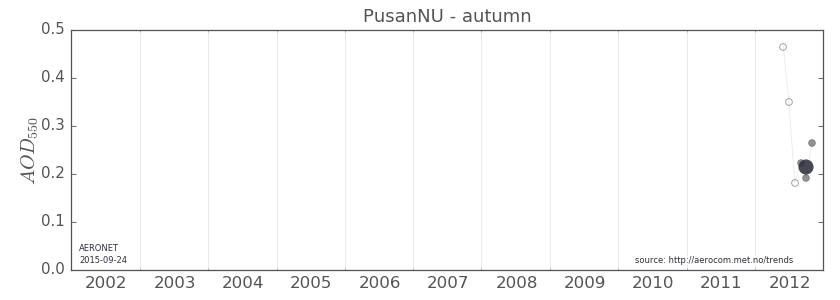 PusanNU - autumn
0.5
0.4
0.3
0.2
0.1
0.0
AOD550
AERONET
2015-09-24
source: http://aerocom.met.no/trends
2002 2003 2004 2005 2006 2007 2008 2009 2010 2011 2012